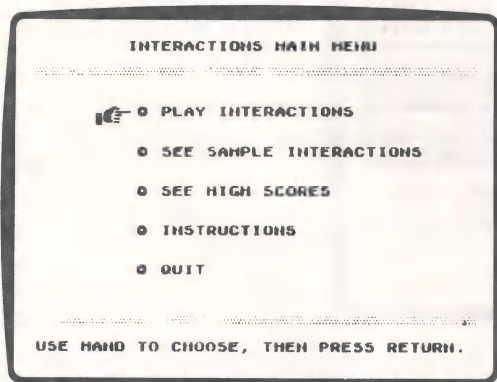 INTERACTIONS MAIN MENU
PLAY INTERACTIONS
SEE SAMPLE INTERACTIONS
SEE HIGH SCORES
INSTRUCTIONS
QUIT
USE HAND TO CHOOSE, THEN PRESS RETURN.